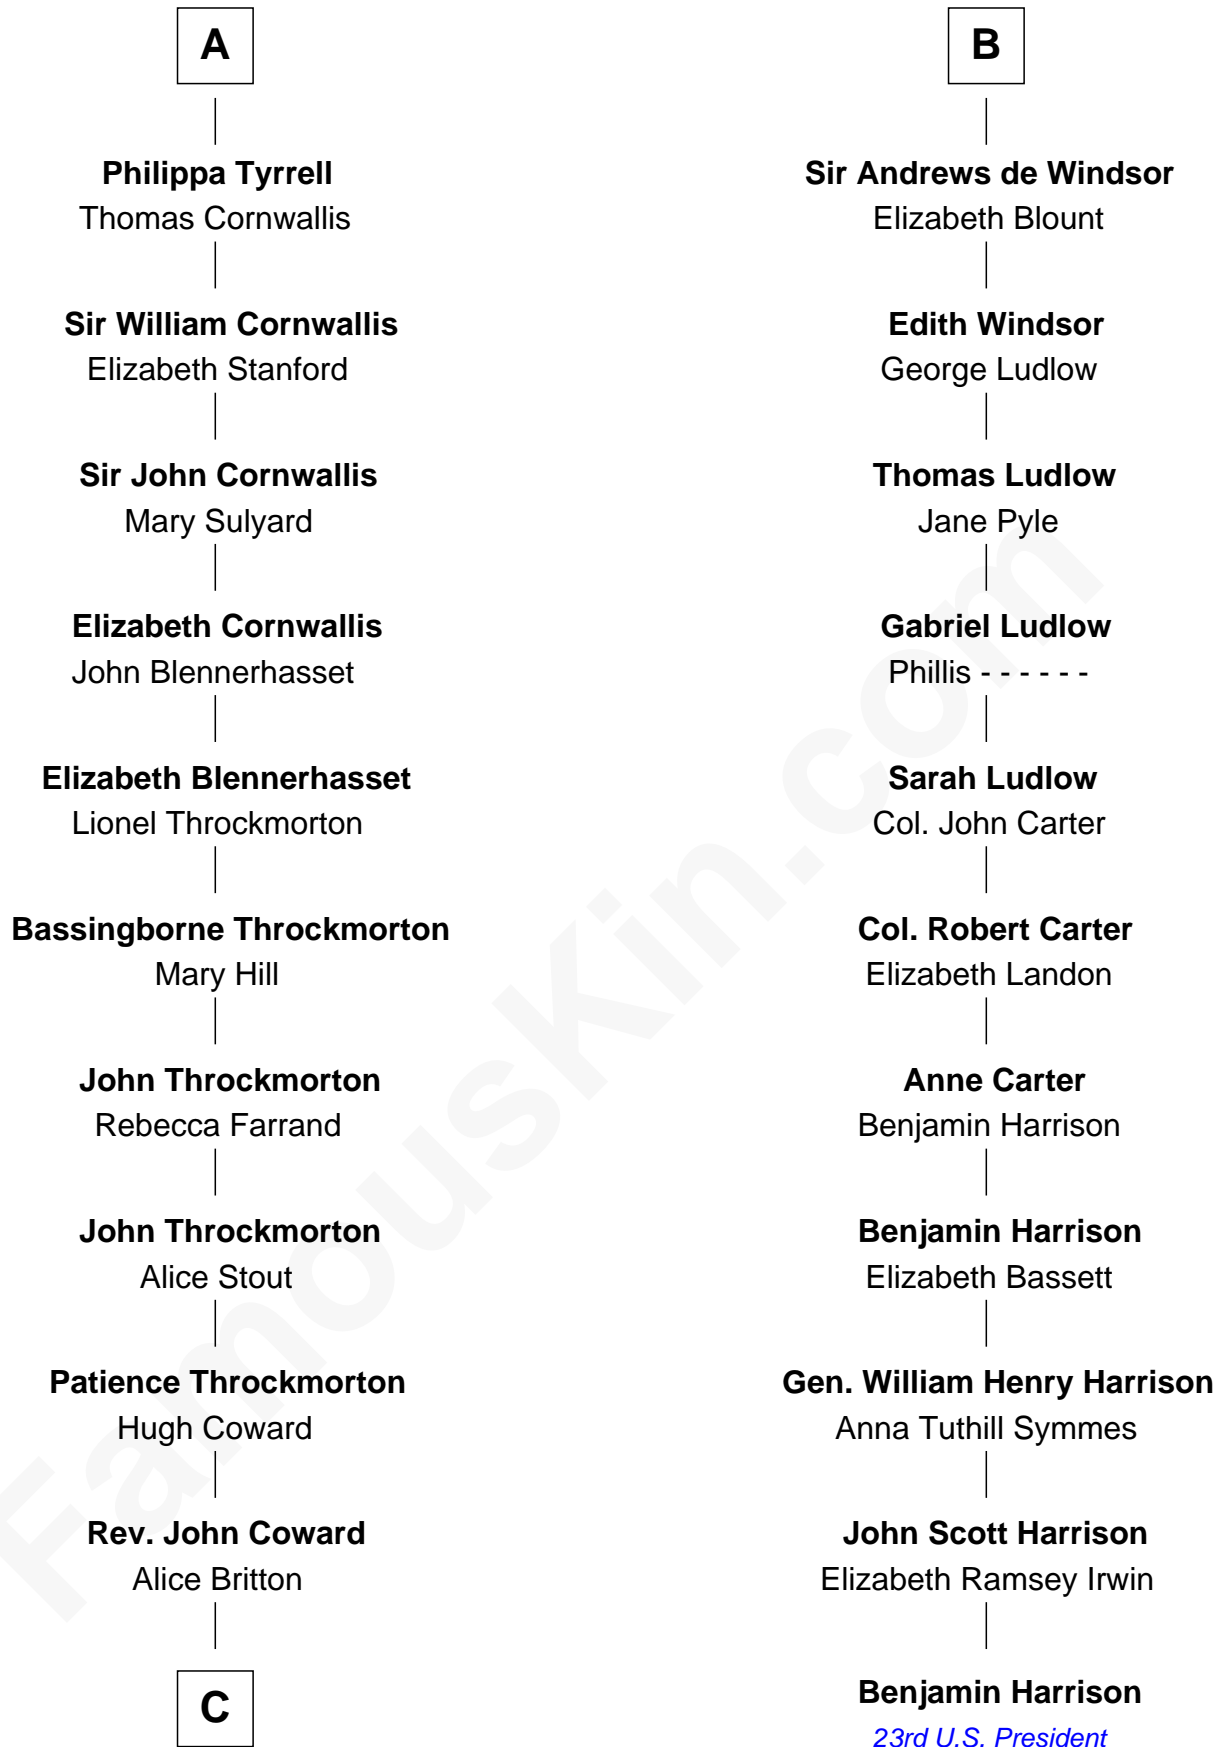 A
Philippa Tyrrell
Thomas Cornwallis
Sir William Cornwallis
Elizabeth Stanford
Sir John Cornwallis
Mary Sulyard
Elizabeth Cornwallis
John Blennerhasset
Elizabeth Blennerhasset
Lionel Throckmorton
Bassingborne Throckmorton
Mary Hill
John Throckmorton
Rebecca Farrand
John Throckmorton
Alice Stout
Patience Throckmorton
Hugh Coward
Rev. John Coward
Alice Britton
C
B
Sir Andrews de Windsor
Elizabeth Blount
Edith Windsor
George Ludlow
Thomas Ludlow
Jane Pyle
Gabriel Ludlow
Phillis - - - - - -
Sarah Ludlow
Col. John Carter
Col. Robert Carter
Elizabeth Landon
Anne Carter
Benjamin Harrison
Benjamin Harrison
Elizabeth Bassett
Gen. William Henry Harrison
Anna Tuthill Symmes
John Scott Harrison
Elizabeth Ramsey Irwin
Benjamin Harrison
23rd U.S. President
FamousKin.com